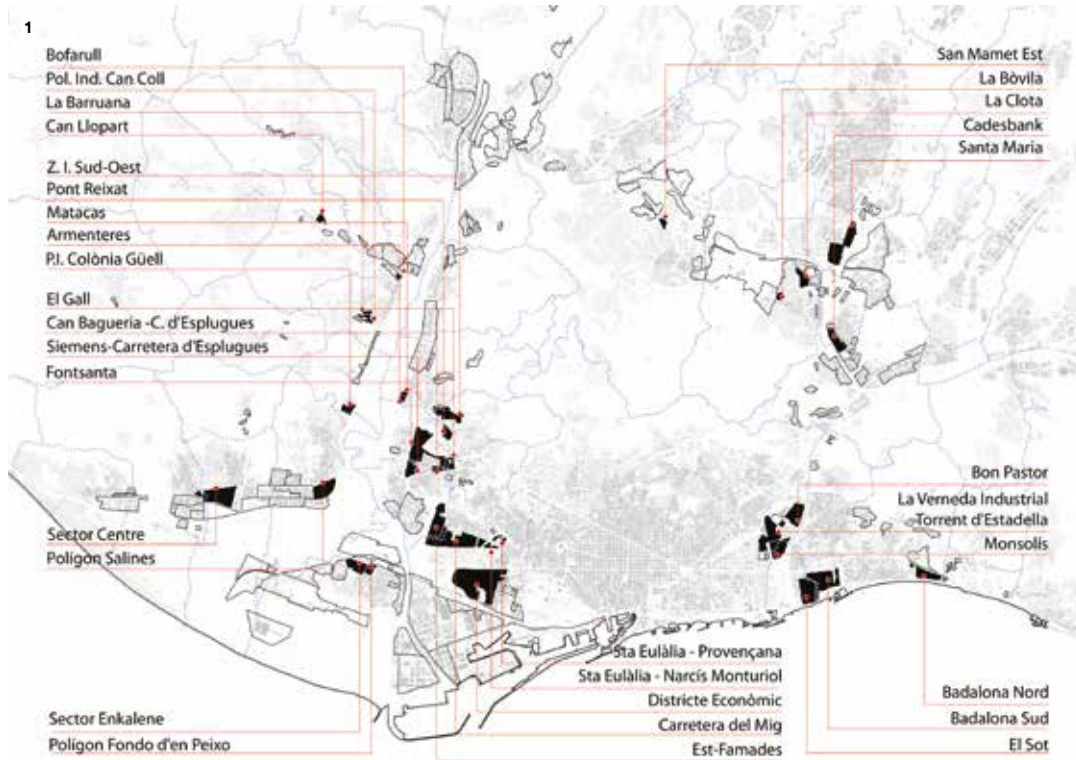 1
Bofarull
Pol. Ind. Can Coll
La Barruana
Can Llopart
Z. I. Sud-Oest
Pont Reixat
Matacas
Armenteres
P.I. Colònia Güell
El Gall
Can Bagueria -C. d'Esplugues
Siemens-Carretera d'Esplugues
Fontsanta
Sector Centre
Polígon Salines
Sector Enkalene
Polígon Fondo d'en Peixo
San Mamet Est
La Bòvila
La Clota
Cadesbank
Santa Maria
Bon Pastor
La Verneda Industrial
Torrent d'Estadella
Monsolís
Sta Eulàlia - Provençana
Sta Eulàlia - Narcís Monturiol
Districte Econòmic
Carretera del Mig
Est-Famades
Badalona Nord
Badalona Sud
El Sot